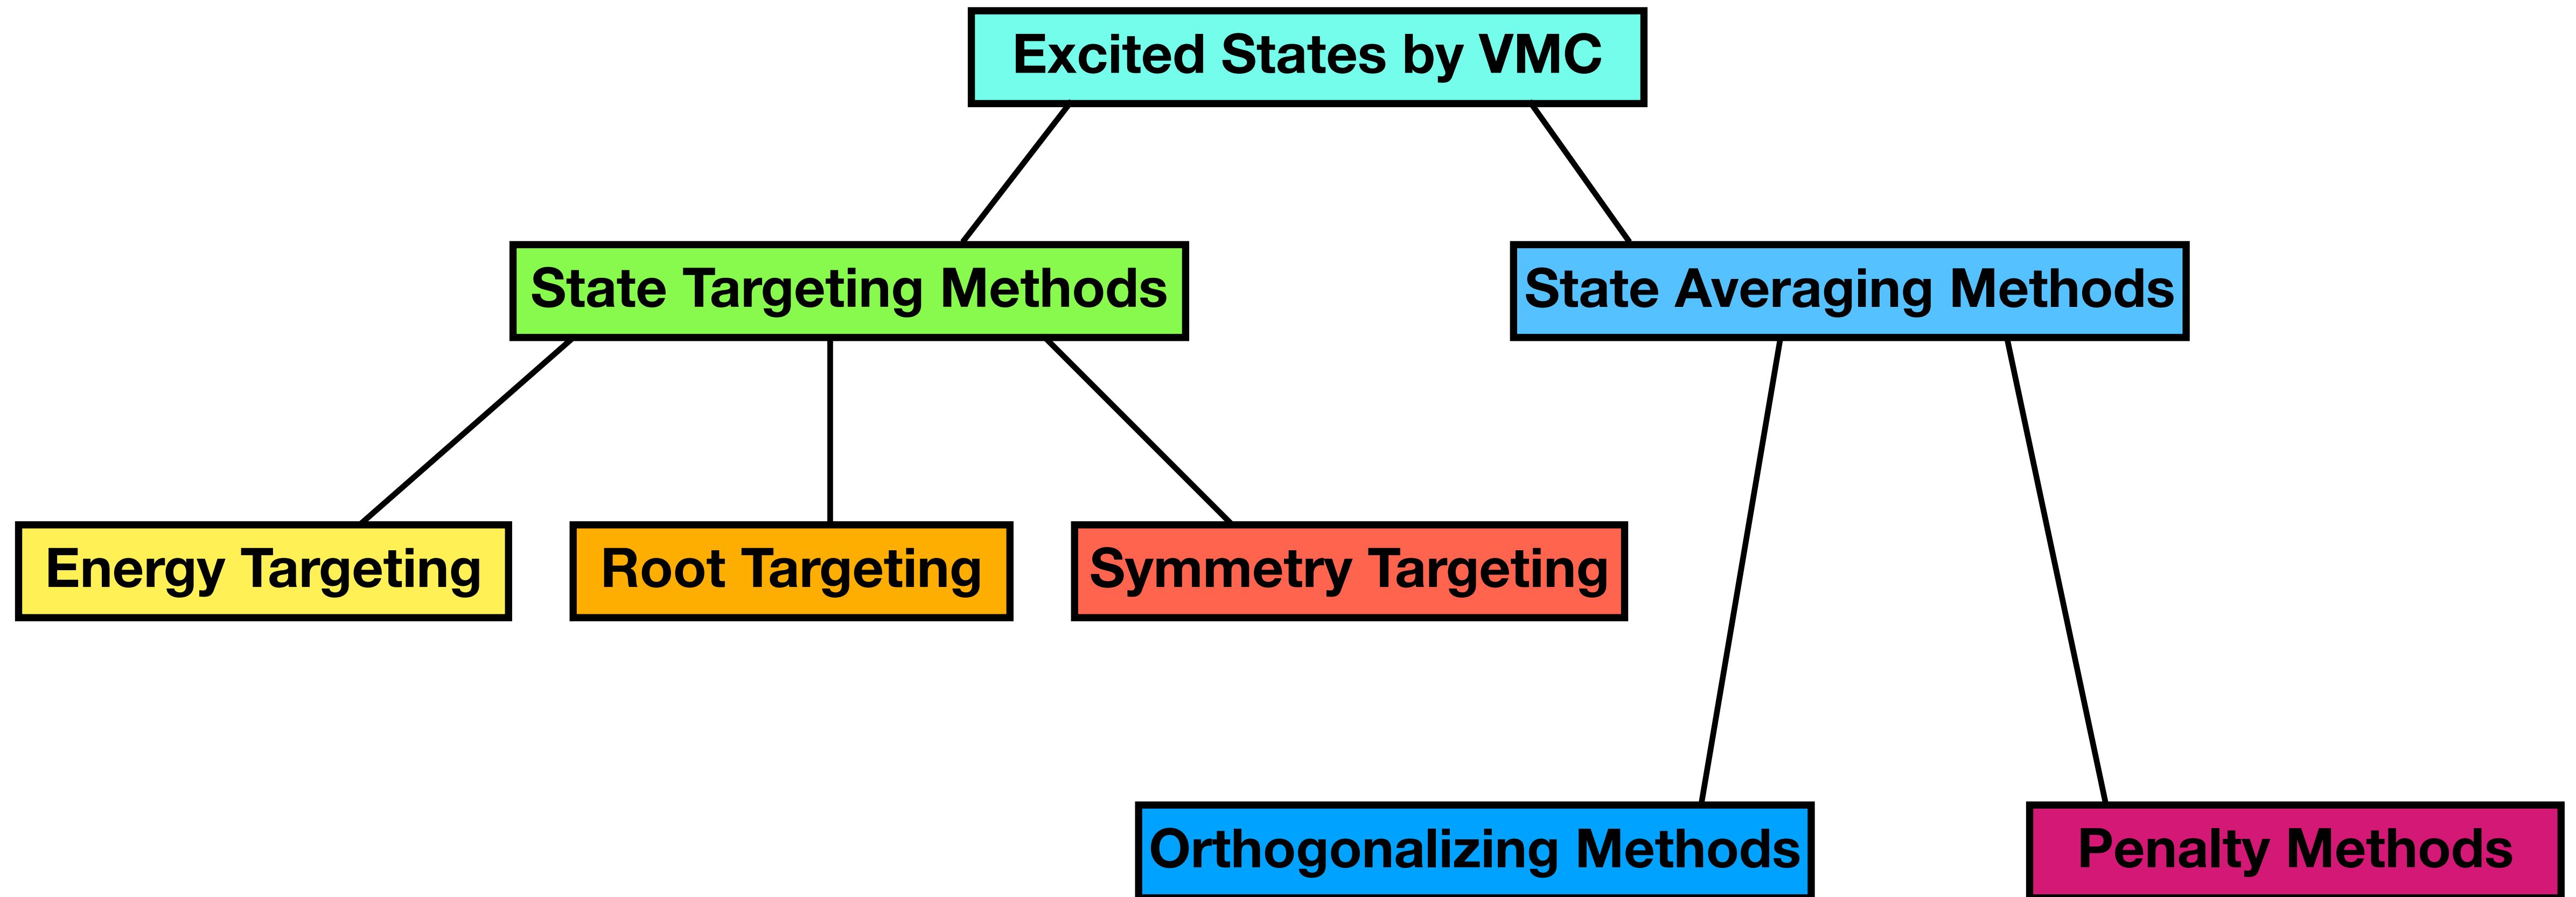 Excited States by VMC
State Targeting Methods
State Averaging Methods
Energy Targeting
Root Targeting
Symmetry Targeting
Orthogonalizing Methods
Penalty Methods